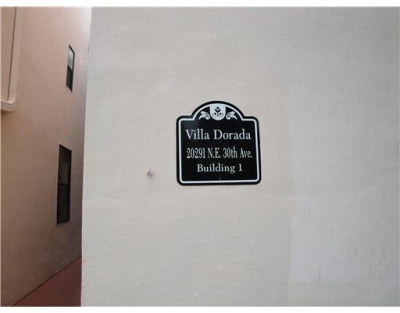 Villa Dorada
20291 N.E. 30th Ave.
Building 1